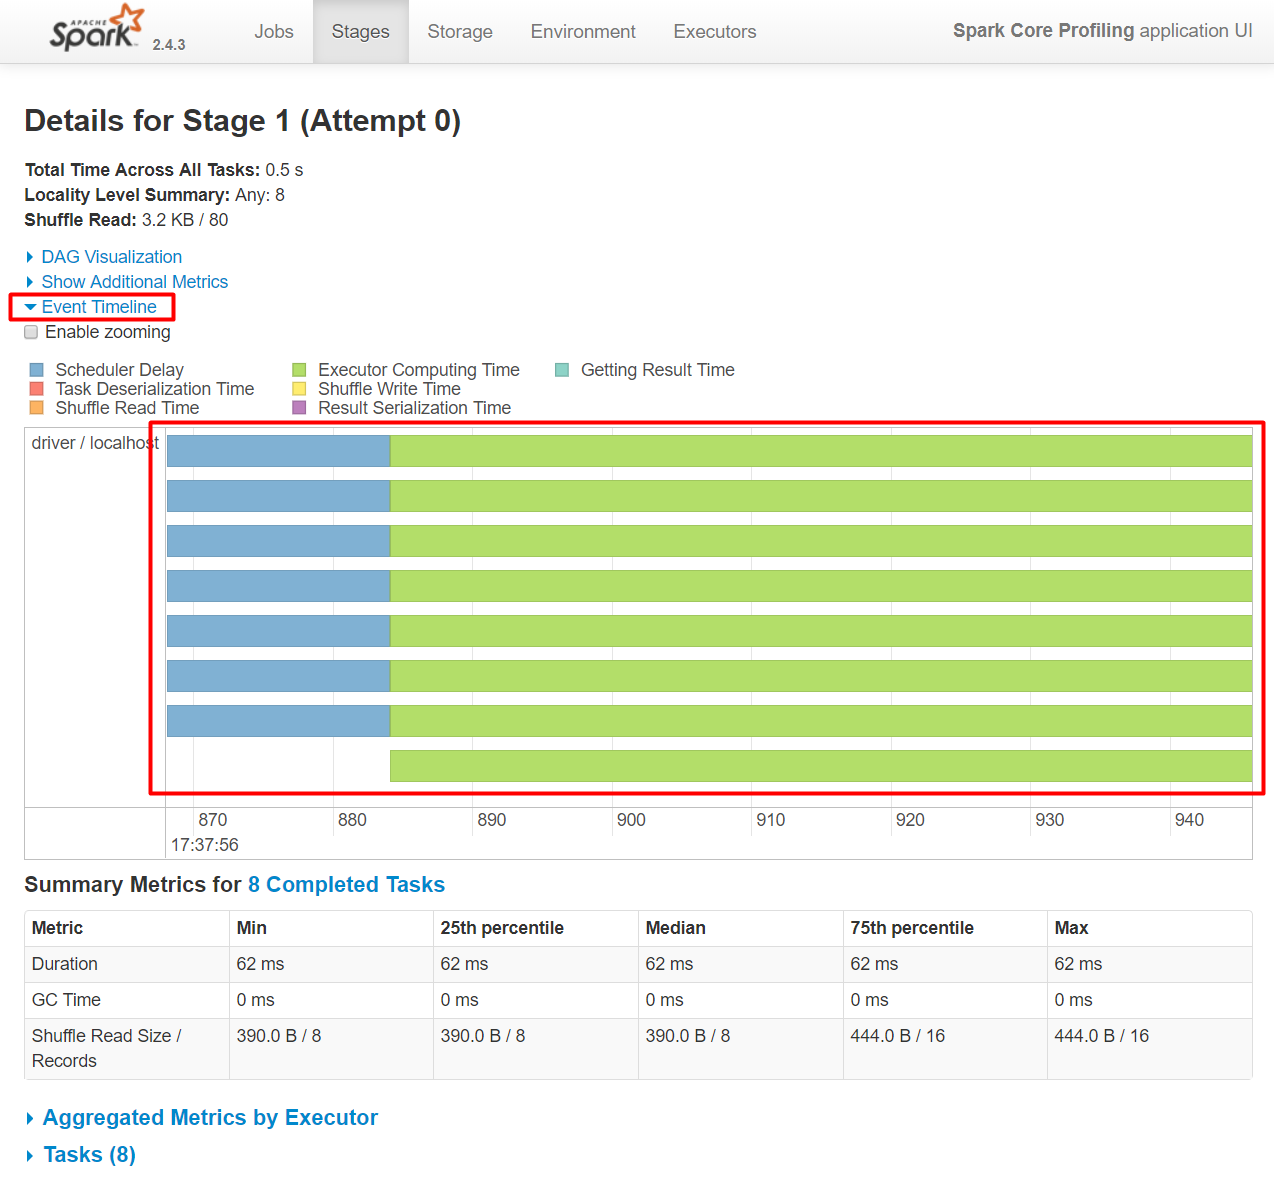 APACHE
Spark 2.4.3 Jobs Stages Storage Environment Executors Spark Core Profiling application UI
Details for Stage 1 (Attempt 0)
Total Time Across All Tasks: 0.5 s
Locality Level Summary: Any: 8
Shuffle Read: 3.2 KB / 80
DAG Visualization
Show Additional Metrics
Event Timeline
Enable zooming
Scheduler Delay Executor Computing Time Getting Result Time
Task Deserialization Time Shuffle Write Time
Shuffle Read Time Result Serialization Time
driver / localhost
870 880 890 900 910 920 930 940
17:37:56
Summary Metrics for 8 Completed Tasks
Metric Min 25th percentile Median 75th percentile Max
Duration 62 ms 62 ms 62 ms 62 ms 62 ms
GC Time 0 ms 0 ms 0 ms 0 ms 0 ms
Shuffle Read Size / 390.0 B / 8 390.0 B / 8 390.0 B / 8 444.0 B / 16 444.0 B / 16
Records
Aggregated Metrics by Executor
Tasks (8)